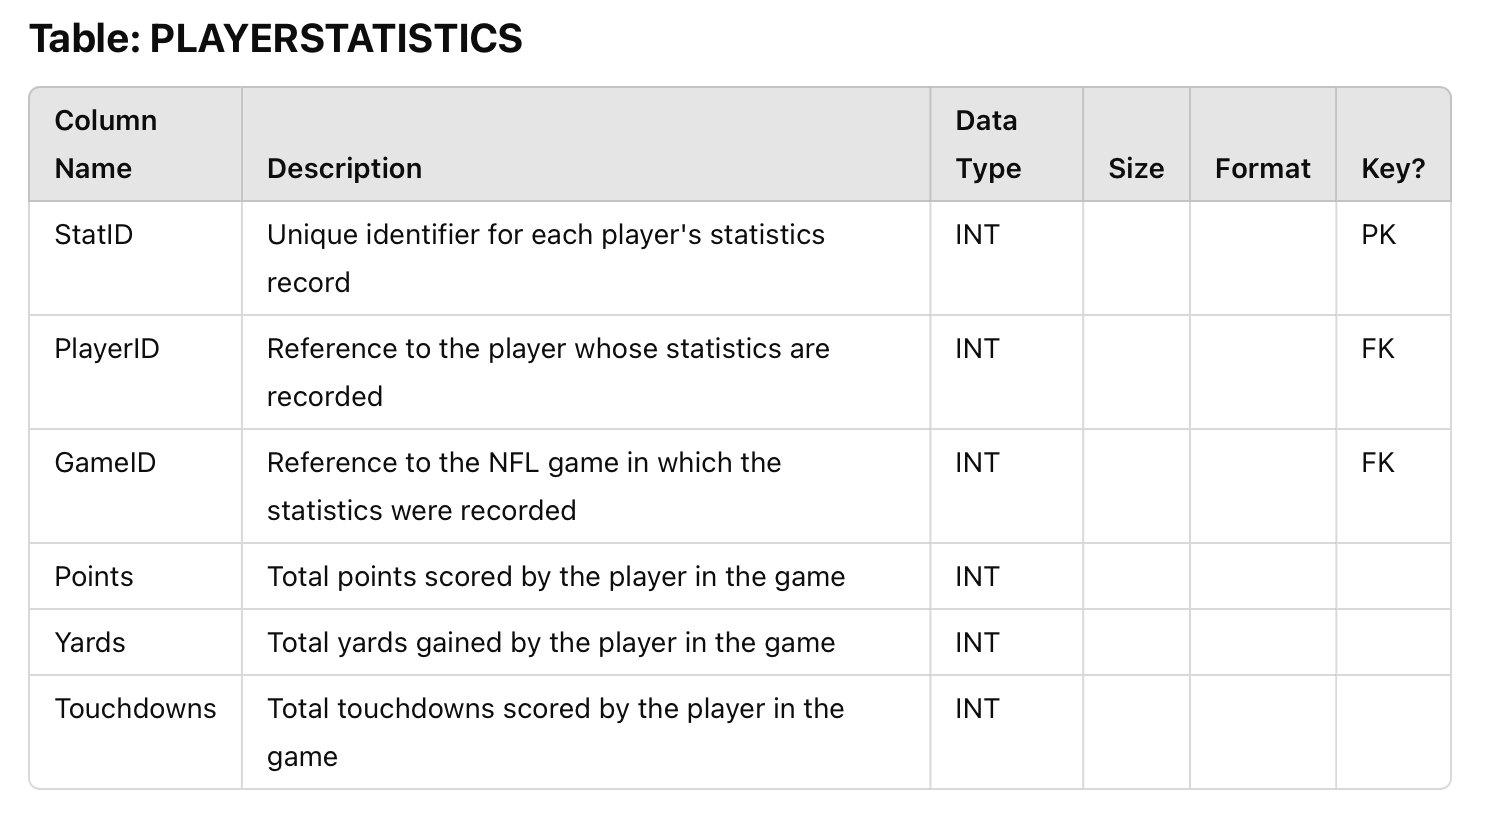 Table: PLAYERSTATISTICS
Column Name Description Data Type Size Format Key?
StatID Unique identifier for each player's statistics record INT PK
PlayerID Reference to the player whose statistics are recorded INT FK
GameID Reference to the NFL game in which the statistics were recorded INT FK
Points Total points scored by the player in the game INT
Yards Total yards gained by the player in the game INT
Touchdowns Total touchdowns scored by the player in the game INT